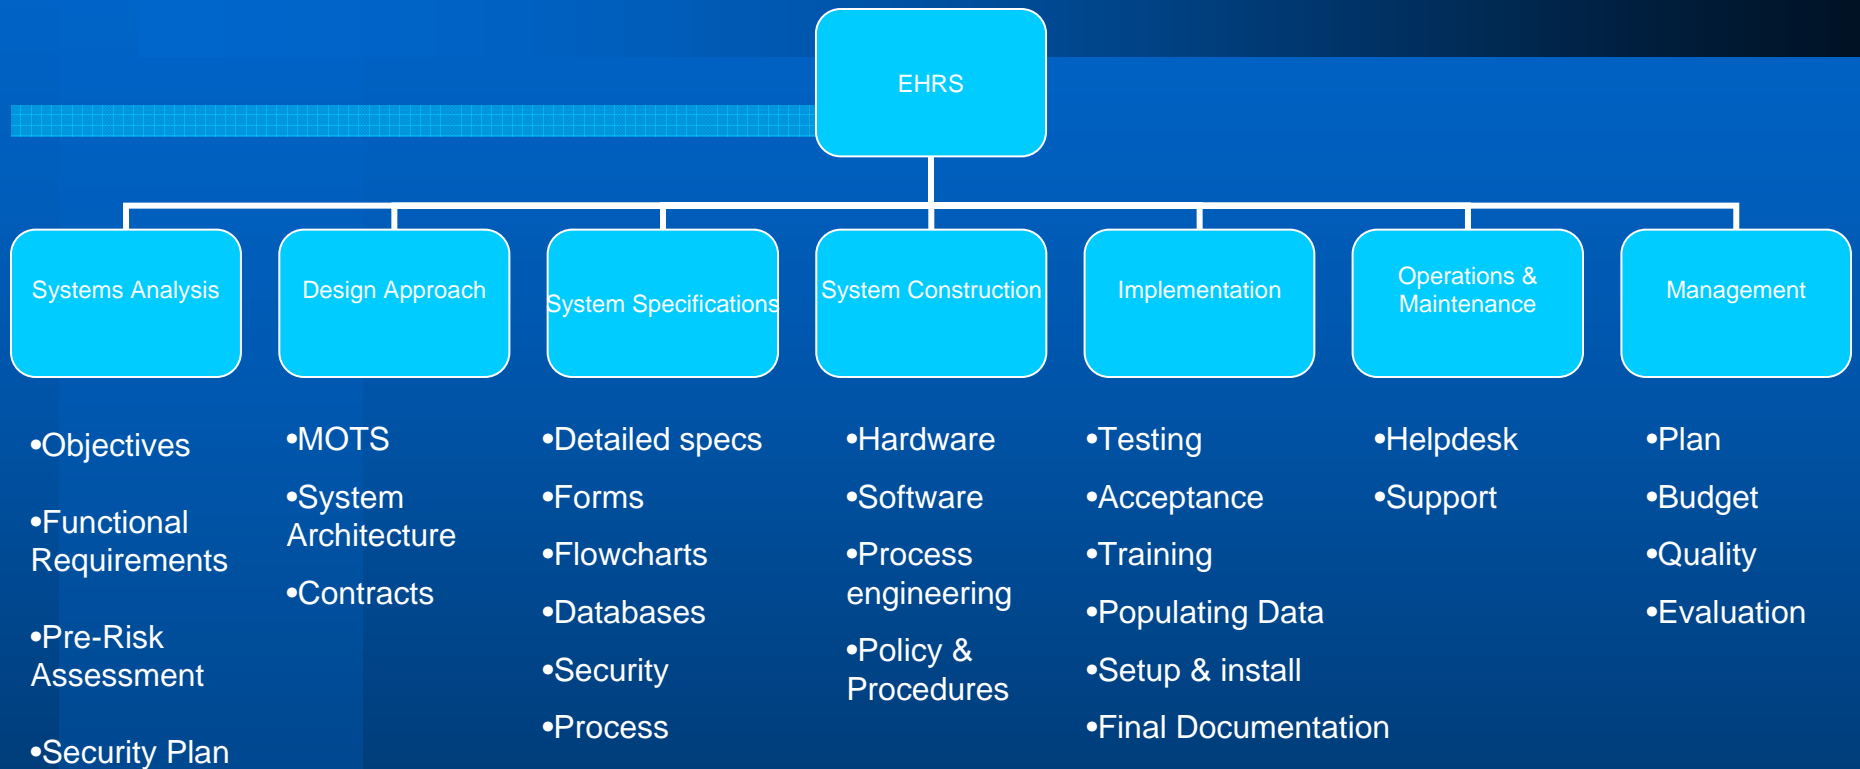 EHRS
Systems Analysis
Design Approach
System Specifications
System Construction
Implementation
Operations &
Maintenance
Management
•Objectives
•Functional
Requirements
•Pre-Risk
Assessment
•Security Plan
•MOTS
•System
Architecture
•Contracts
•Detailed specs
•Forms
•Flowcharts
•Databases
•Security
•Process
•Hardware
•Software
•Process
engineering
•Policy &
Procedures
•Testing
•Acceptance
•Training
•Populating Data
•Setup & install
•Final Documentation
•Helpdesk
•Support
•Plan
•Budget
•Quality
•Evaluation